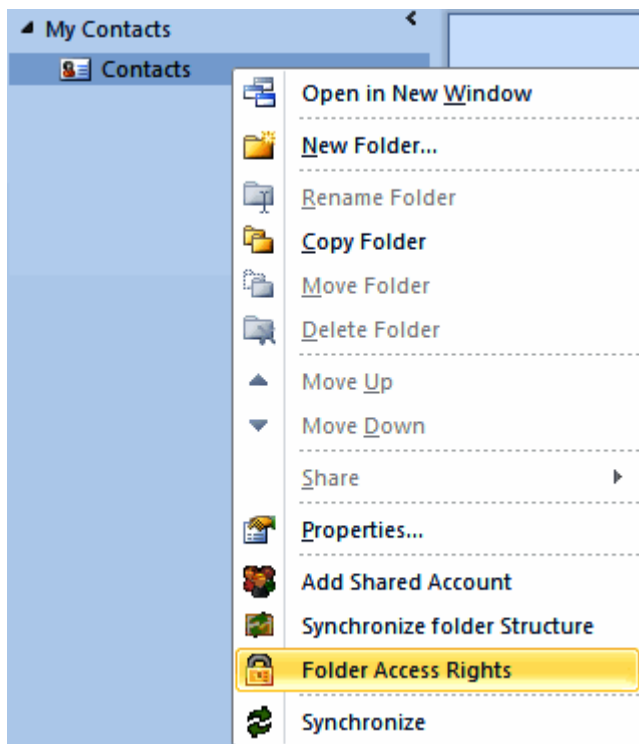 My Contacts
Contacts
Open in New Window
New Folder...
Rename Folder
Copy Folder
Move Folder
Delete Folder
Move Up
Move Down
Share
Properties...
Add Shared Account
Synchronize folder Structure
Folder Access Rights
Synchronize